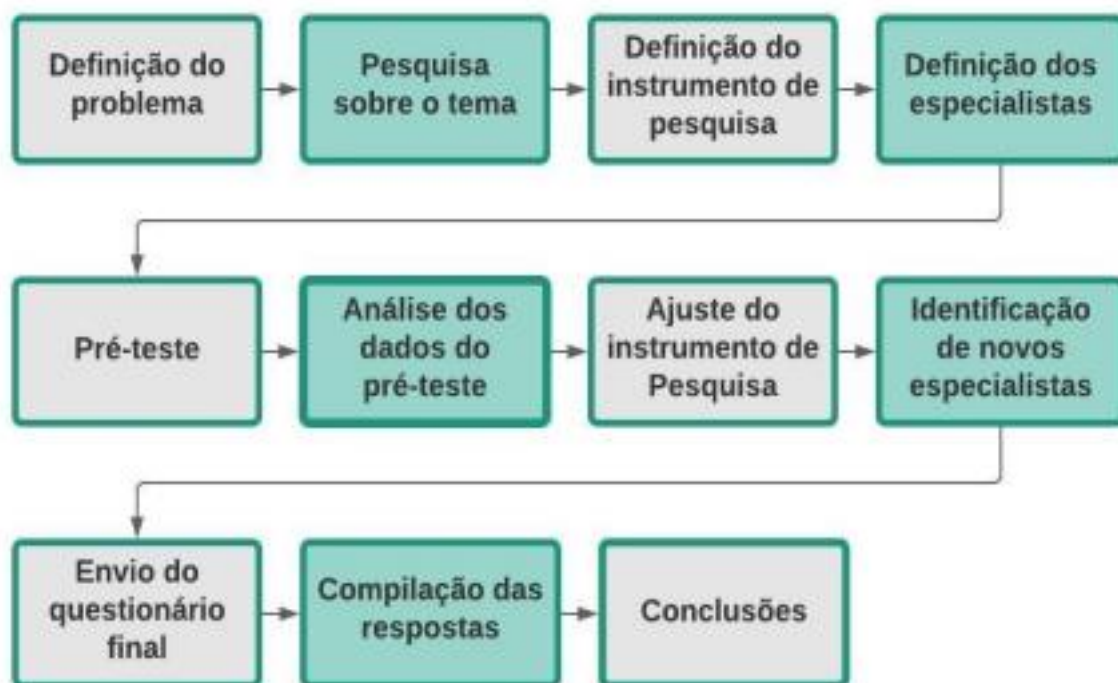 Definição do
problema
Pesquisa
sobre o tema
Definição do
instrumento de
pesquisa
Definição dos
especialistas
Pré-teste
Análise dos
dados do
pré-teste
Ajuste do
instrumento de
Pesquisa
Identificação
de novos
especialistas
Envio do
questionário
final
Compilação das
respostas
Conclusões